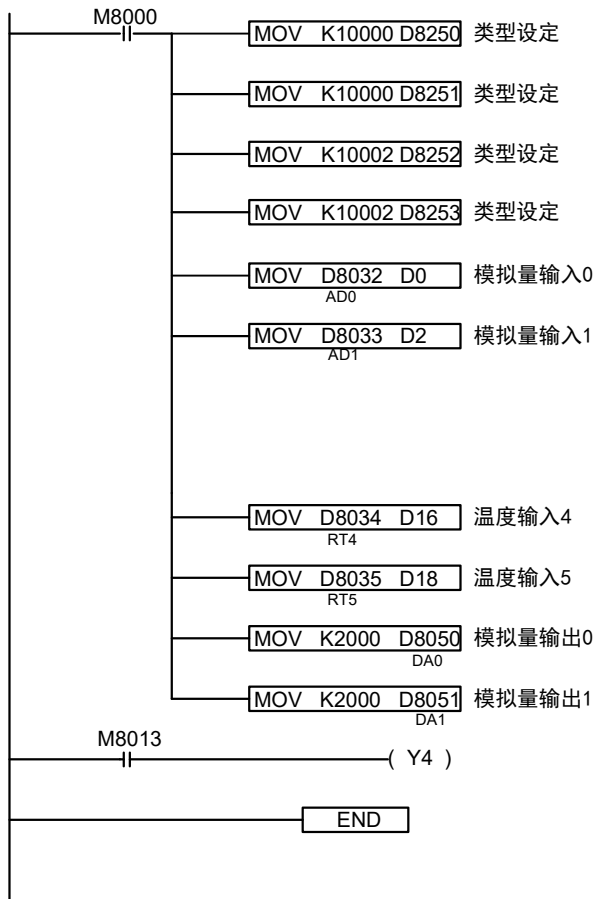 M8000
MOV K10000 D8250 类型设定
MOV K10000 D8251 类型设定
MOV K10002 D8252 类型设定
MOV K10002 D8253 类型设定
MOV D8032 D0 模拟量输入0
AD0
MOV D8033 D2 模拟量输入1
AD1
MOV D8034 D16 温度输入4
RT4
MOV D8035 D18 温度输入5
RT5
MOV K2000 D8050 模拟量输出0
DA0
MOV K2000 D8051 模拟量输出1
DA1
M8013
( Y4 )
END